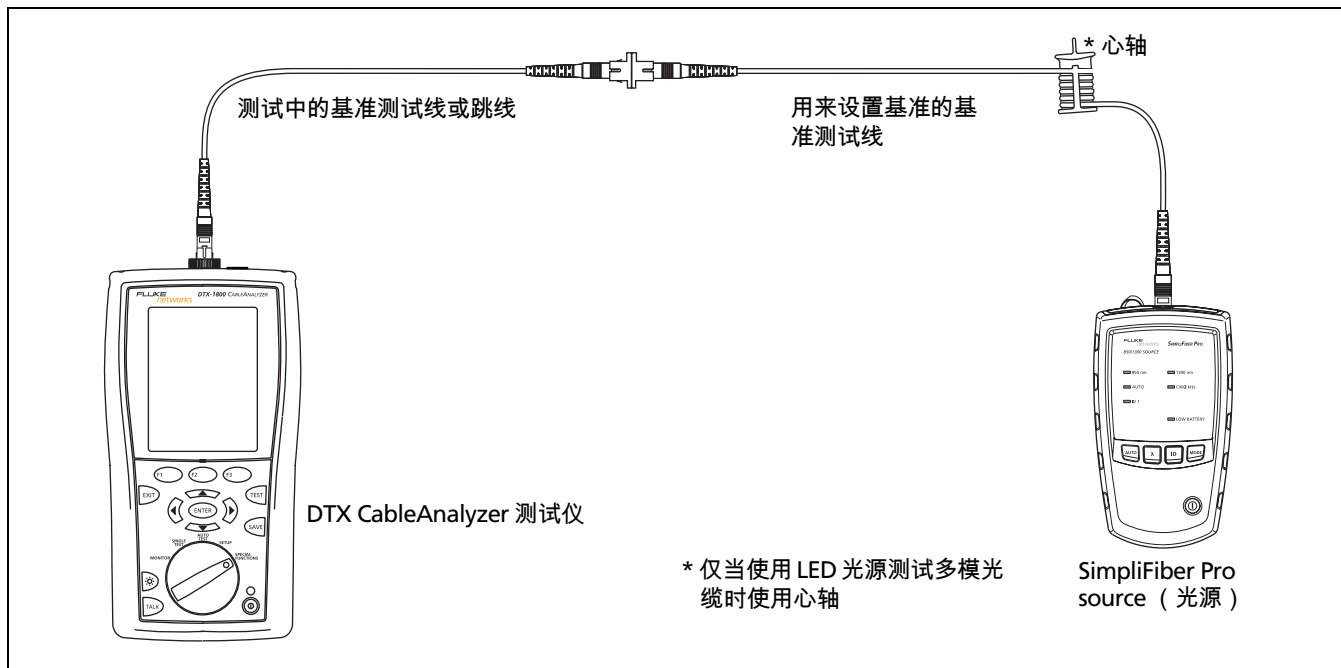 * 心轴
测试中的基准测试线或跳线
用来设置基准的基
准测试线
FLUKE
networks
DTX-1800 CABLEANALYZER
F1
F2
F3
EXIT
TEST
ENTER
SAVE
MONITOR
SINGLE
TEST
AUTO
TEST
SETUP
SPECIAL
FUNCTIONS
TALK
DTX CableAnalyzer 测试仪
FLUKE
networks
SIMPLIFIBER PRO
850/1300 SOURCE
850 nm
1300 nm
AUTO
CW/2 kHz
ID 1
LOW BATTERY
AUTO
λ
ID
MODE
* 仅当使用 LED 光源测试多模光
缆时使用心轴
SimpliFiber Pro
source ( 光源 )